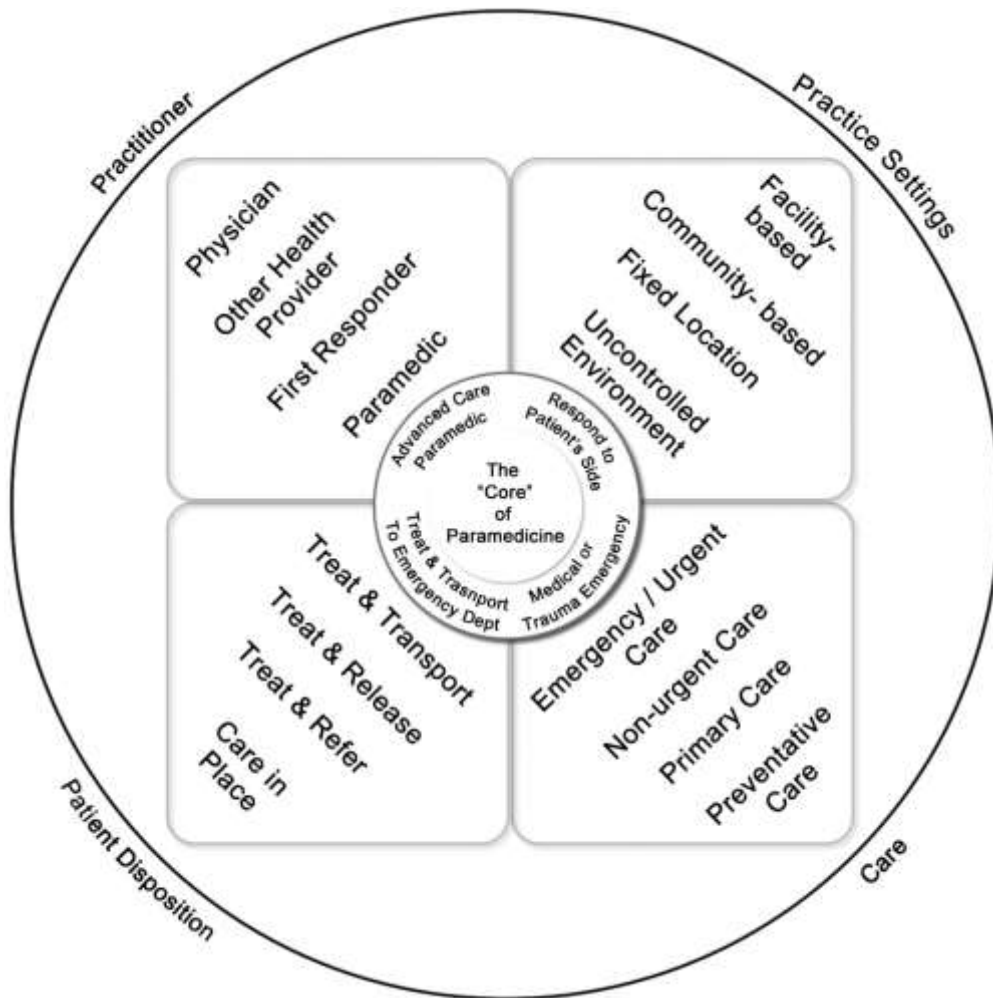 Practitioner
Practice Settings
Physician
Other Health
Provider
First Responder
Paramedic
Facility-
based
Community- based
Fixed Location
Uncontrolled
Environment
Advanced Care
Paramedic
Respond to
Patient's Side
The
"Core"
of
Paramedicine
Treat & Trasnport
To Emergency Dept
Medical or
Trauma Emergency
Treat & Transport
Treat & Release
Treat & Refer
Care in
Place
Emergency / Urgent
Care
Non-urgent Care
Primary Care
Preventative
Care
Patient Disposition
Care